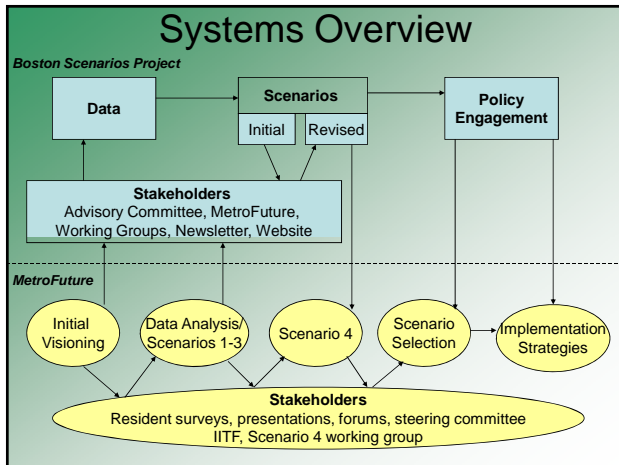 Systems Overview
Boston Scenarios Project
Data
Scenarios
Initial
Revised
Policy
Engagement
Stakeholders
Advisory Committee, MetroFuture,
Working Groups, Newsletter, Website
MetroFuture
Initial
Visioning
Data Analysis/
Scenarios 1-3
Scenario 4
Scenario
Selection
Implementation
Strategies
Stakeholders
Resident surveys, presentations, forums, steering committee
IITF, Scenario 4 working group